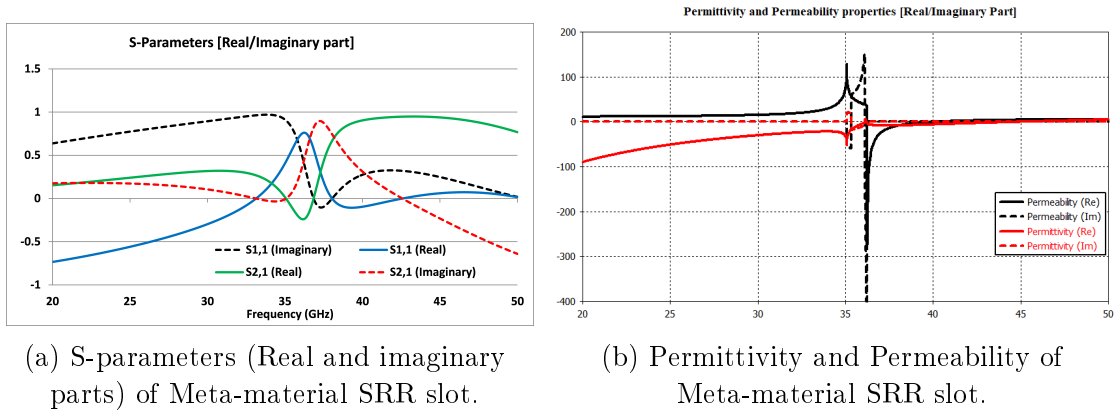 S-Parameters [Real/Imaginary part]
1.5
1
0.5
0
-0.5
-1
S1,1 (Imaginary)
S1,1 (Real)
S2,1 (Real)
S2,1 (Imaginary)
20
25
30
35
40
45
50
Frequency (GHz)
(a) S-parameters (Real and imaginary
parts) of Meta-material SRR slot.
Permittivity and Permeability properties [Real/Imaginary Part]
200
100
0
-100
-200
-300
-400
Permeability (Re)
Permeability (Im)
Permittivity (Re)
Permittivity (Im)
20
25
30
35
40
45
50
(b) Permittivity and Permeability of
Meta-material SRR slot.